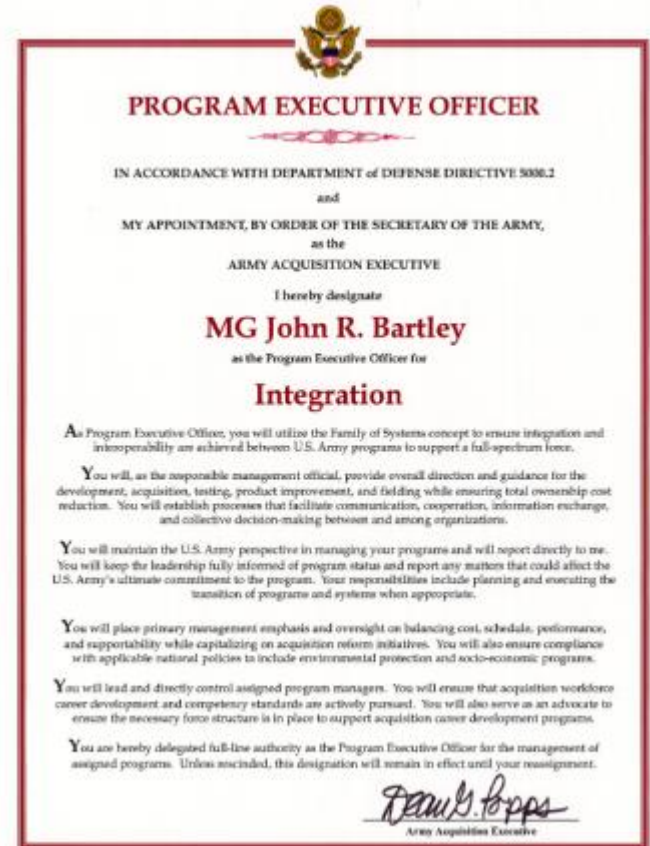 PROGRAM EXECUTIVE OFFICER
IN ACCORDANCE WITH DEPARTMENT of DEFENSE DIRECTIVE 5000.2
and
MY APPOINTMENT, BY ORDER OF THE SECRETARY OF THE ARMY,
as the
ARMY ACQUISITION EXECUTIVE
I hereby designate
MG John R. Bartley
as the Program Executive Officer for
Integration
As Program Executive Officer, you will utilize the Family of Systems concept to ensure integration and
interoperability are achieved between U.S. Army programs to support a full-spectrum force.
You will, as the responsible management official, provide overall direction and guidance for the
development, acquisition, testing, product improvement, and fielding while ensuring total ownership cost
reduction. You will establish processes that facilitate communication, cooperation, information exchange,
and collective decision-making between and among organizations.
You will maintain the U.S. Army perspective in managing your programs and will report directly to me.
You will keep the leadership fully informed of program status and report any matters that could affect the
U.S. Army's ultimate commitment to the program. Your responsibilities include planning and executing the
transition of programs and systems when appropriate.
You will place primary management emphasis and oversight on balancing cost, schedule, performance,
and supportability while capitalizing on acquisition reform initiatives. You will also ensure compliance
with applicable national policies to include environmental protection and socio-economic programs.
You will lead and directly control assigned program managers. You will ensure that acquisition workforce
career development and competency standards are actively pursued. You will also serve as an advocate to
ensure the necessary force structure is in place to support acquisition career development programs.
You are hereby delegated full-line authority as the Program Executive Officer for the management of
assigned programs. Unless rescinded, this designation will remain in effect until your reassignment.
Dean G. Popps
Army Acquisition Executive